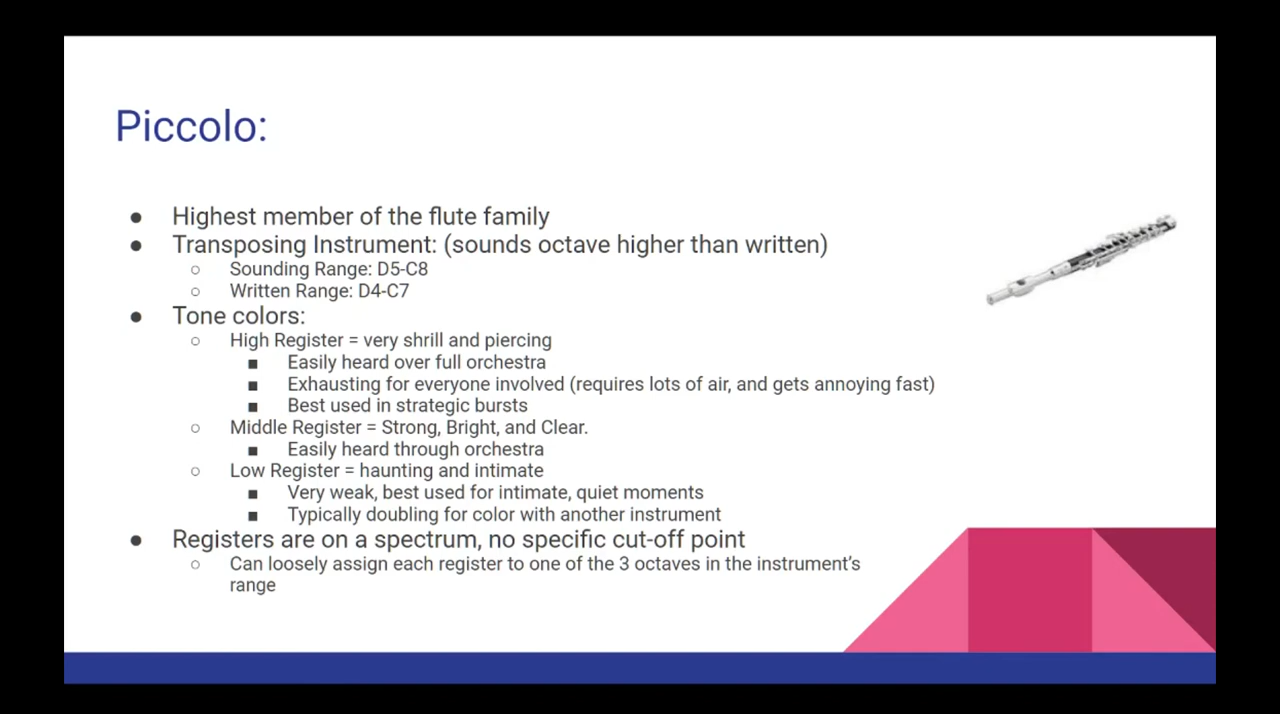 Piccolo:
● Highest member of the flute family
● Transposing Instrument: (sounds octave higher than written)
○ Sounding Range: D5-C8
○ Written Range: D4-C7
● Tone colors:
○ High Register = very shrill and piercing
■ Easily heard over full orchestra
■ Exhausting for everyone involved (requires lots of air, and gets annoying fast)
■ Best used in strategic bursts
○ Middle Register = Strong, Bright, and Clear.
■ Easily heard through orchestra
○ Low Register = haunting and intimate
■ Very weak, best used for intimate, quiet moments
■ Typically doubling for color with another instrument
● Registers are on a spectrum, no specific cut-off point
○ Can loosely assign each register to one of the 3 octaves in the instrument's
range